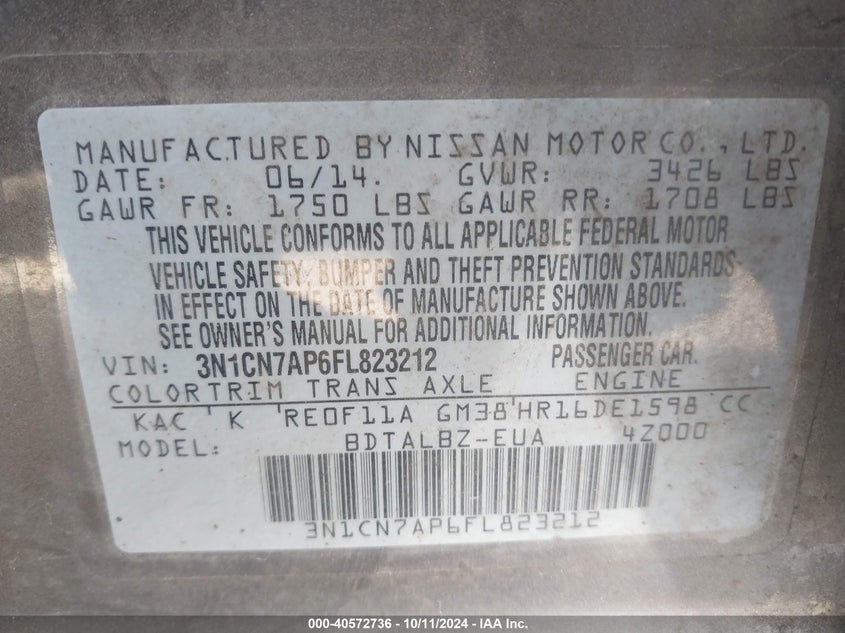 MANUFACTURED BY NISSAN MOTOR CO., LTD.
DATE: 06/14. GVWR: 3426 LBS
GAWR FR: 1750 LBS GAWR RR: 1708 LBS
THIS VEHICLE CONFORMS TO ALL APPLICABLE FEDERAL MOTOR
VEHICLE SAFETY, BUMPER AND THEFT PREVENTION STANDARDS
IN EFFECT ON THE DATE OF MANUFACTURE SHOWN ABOVE.
SEE OWNER'S MANUAL FOR ADDITIONAL INFORMATION.
VIN: 3N1CN7AP6FL823212 PASSENGER CAR.
COLOR TRIM TRANS AXLE ENGINE
KAC K RE0F11A GM38 HR16DE1598 CC
MODEL: BDTALBZ-EUA 4Z000
3N1CN7AP6FL823212
000-40572736 - 10/11/2024 - IAA Inc.